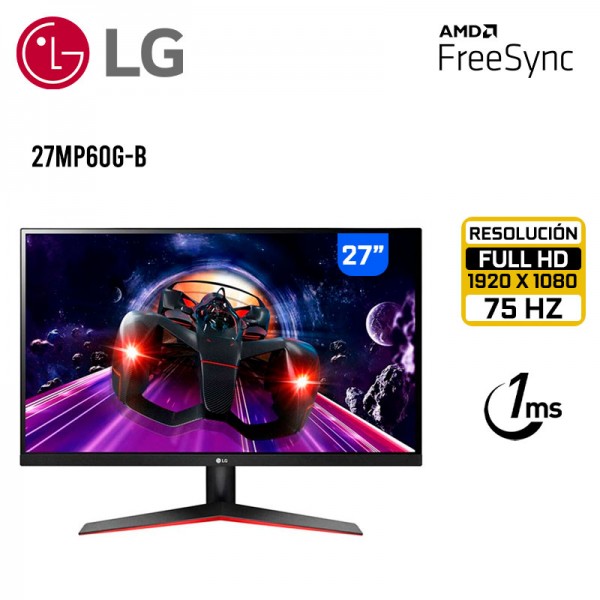 LG
AMD
FreeSync
27MP60G-B
27”
RESOLUCIÓN
FULL HD
1920 X 1080
75 HZ
1ms
LG